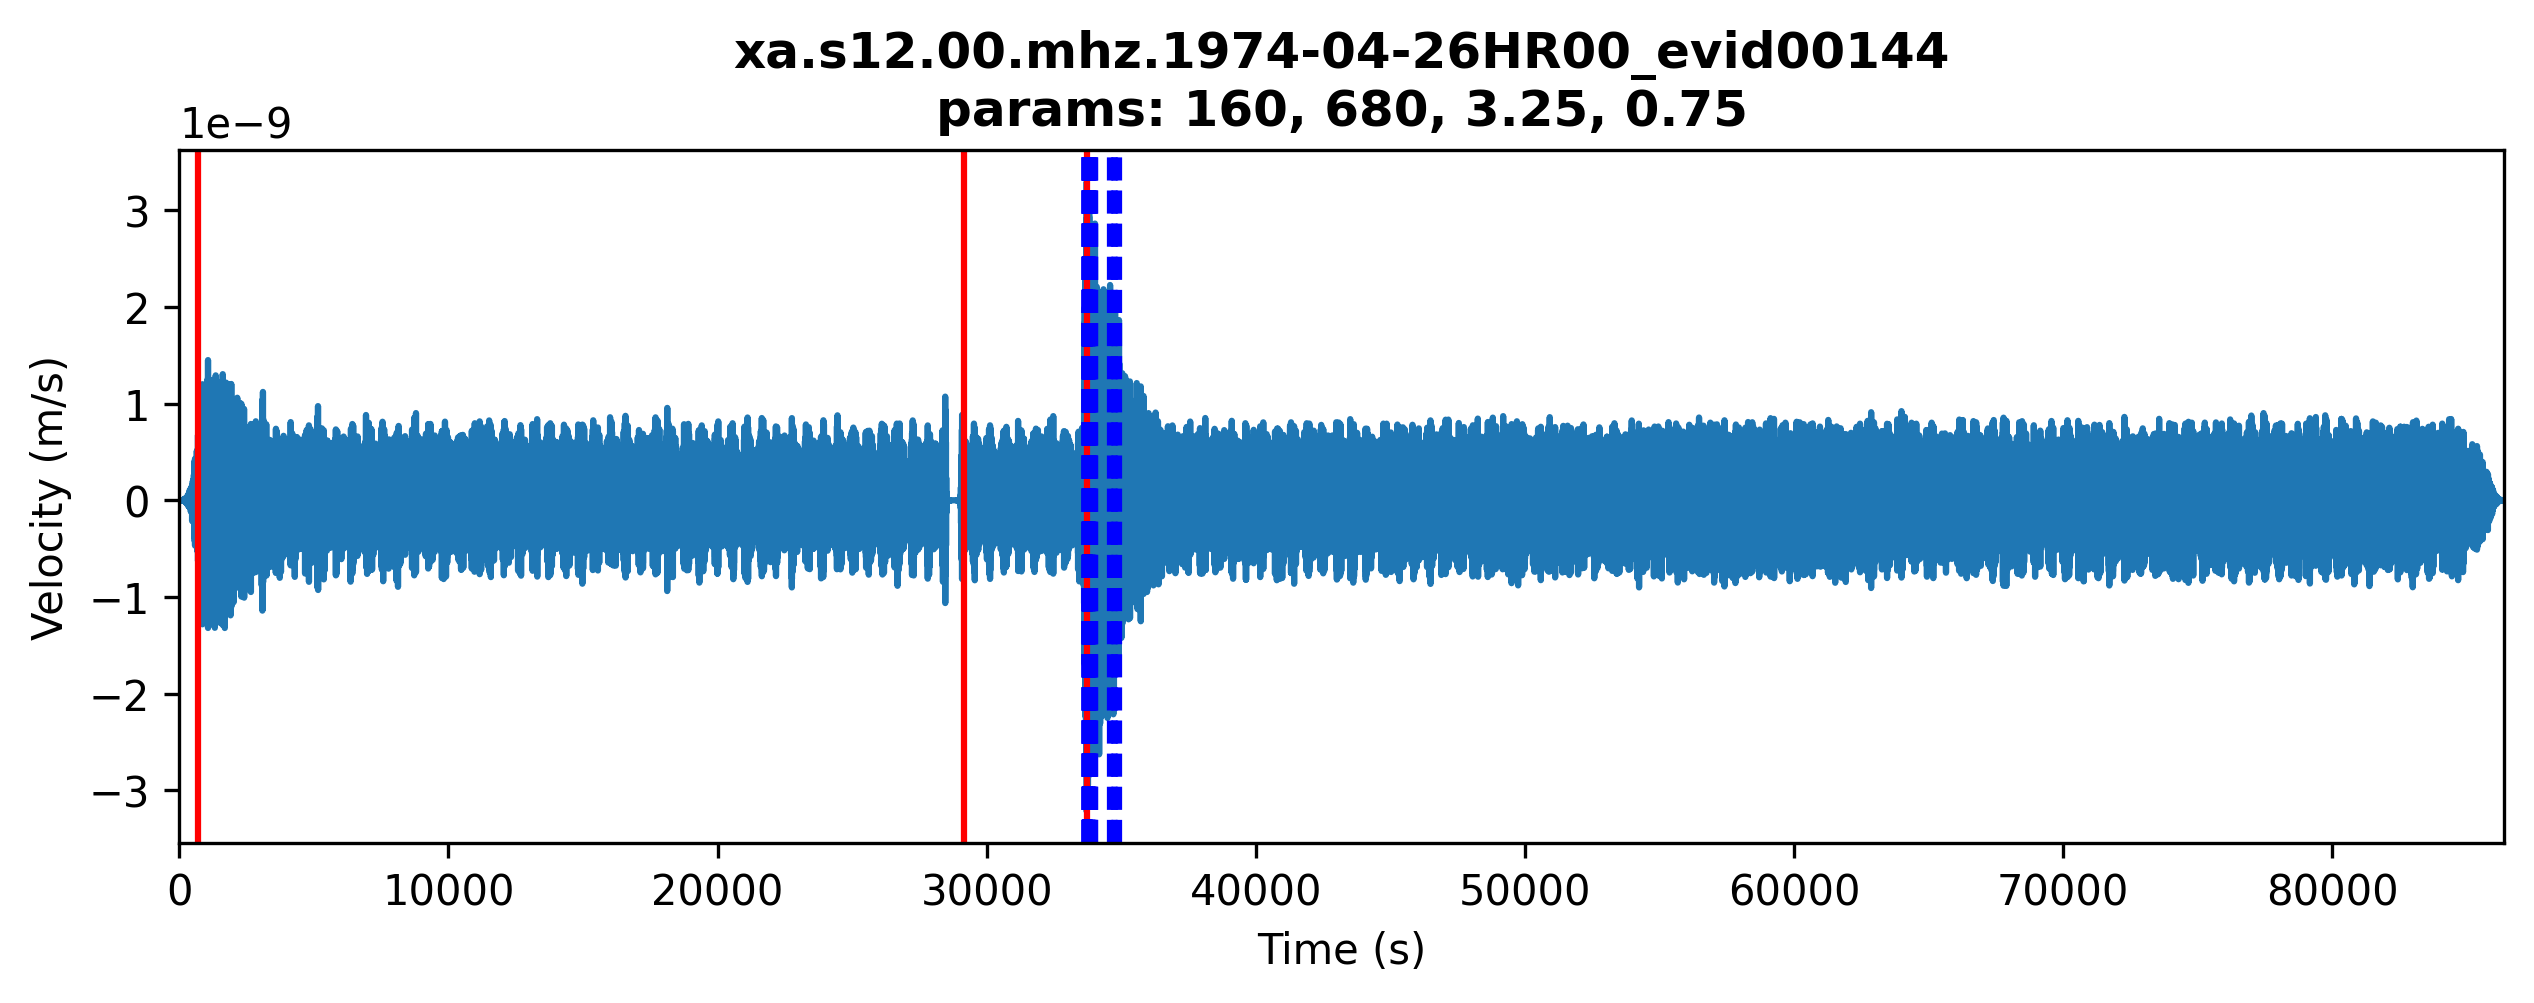 xa.s12.00.mhz.1974-04-26HR00_evid00144
params: 160, 680, 3.25, 0.75
1e−9
3
2
1
0
−1
−2
−3
Velocity (m/s)
0 10000 20000 30000 40000 50000 60000 70000 80000
Time (s)